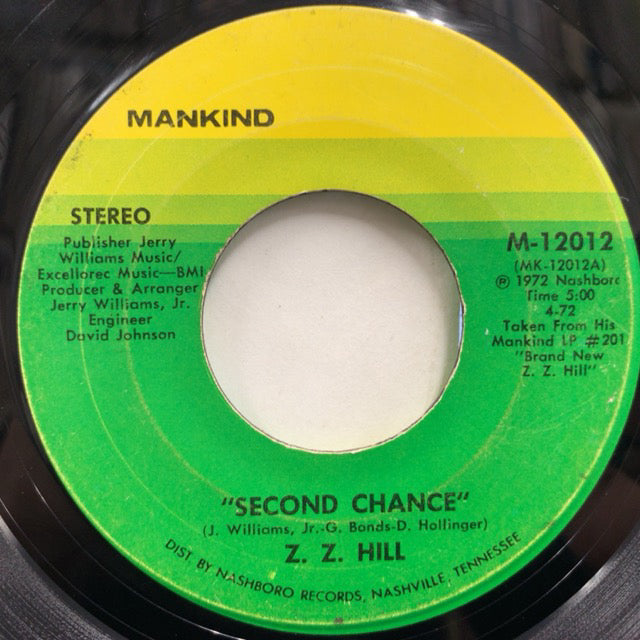 MANKIND
STEREO
Publisher Jerry
Williams Music/
Excellorec Music—BMI
Producer & Arranger
Jerry Williams, Jr.
Engineer
David Johnson
M-12012
(MK-12012A)
℗ 1972 Nashboro
Time 5:00
4-72
Taken From His
Mankind LP #201
"Brand New
Z. Z. Hill"
"SECOND CHANCE"
(J. Williams, Jr.-G. Bonds-D. Hollinger)
Z. Z. HILL
DIST. BY NASHBORO RECORDS, NASHVILLE, TENNESSEE